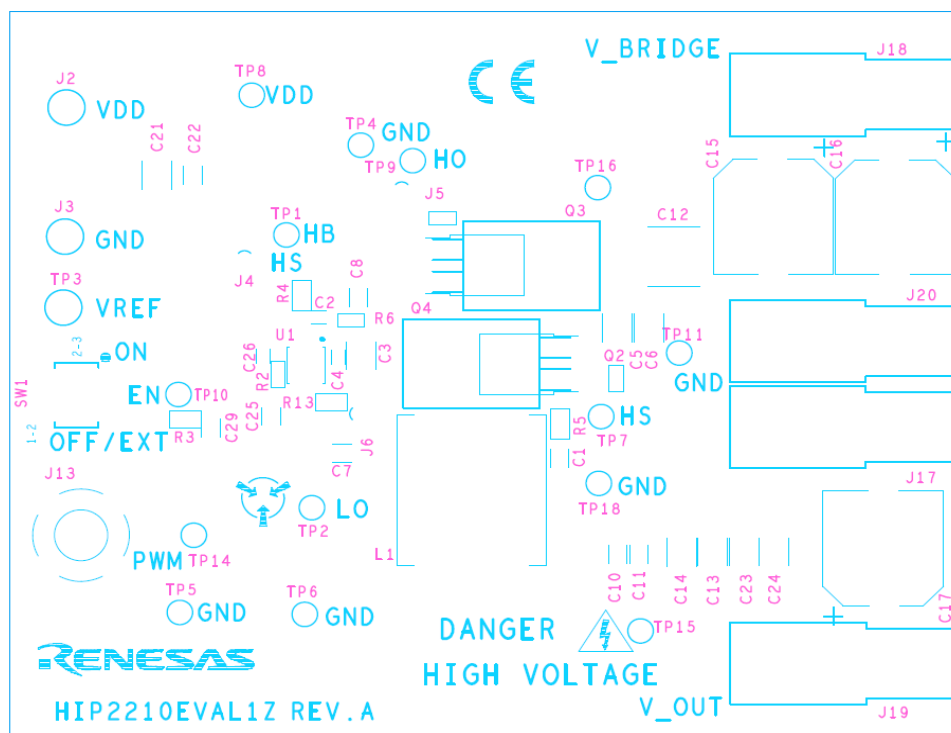 V_BRIDGE
J18
J2
VDD
TP8
VDD
CE
C21
C22
TP4
GND
TP9
HO
C15
C16
TP16
J5
Q3
C12
J3
GND
TP1
HB
HS
J4
TP3
VREF
R4
C8
C2
R6
Q4
J20
U1
C26
R2
C4
C3
C5
C6
TP11
GND
Q2
2-3
ON
SW1
EN
TP10
R13
C25
C29
R3
1-2
OFF/EXT
HS
TP7
R5
C1
J6
C7
J13
GND
TP18
J17
LO
TP2
L1
PWM
TP14
C10
C11
C14
C13
C23
C24
C17
TP5
GND
TP6
GND
DANGER
TP15
HIGH VOLTAGE
RENESAS
V_OUT
J19
HIP2210EVAL1Z REV.A